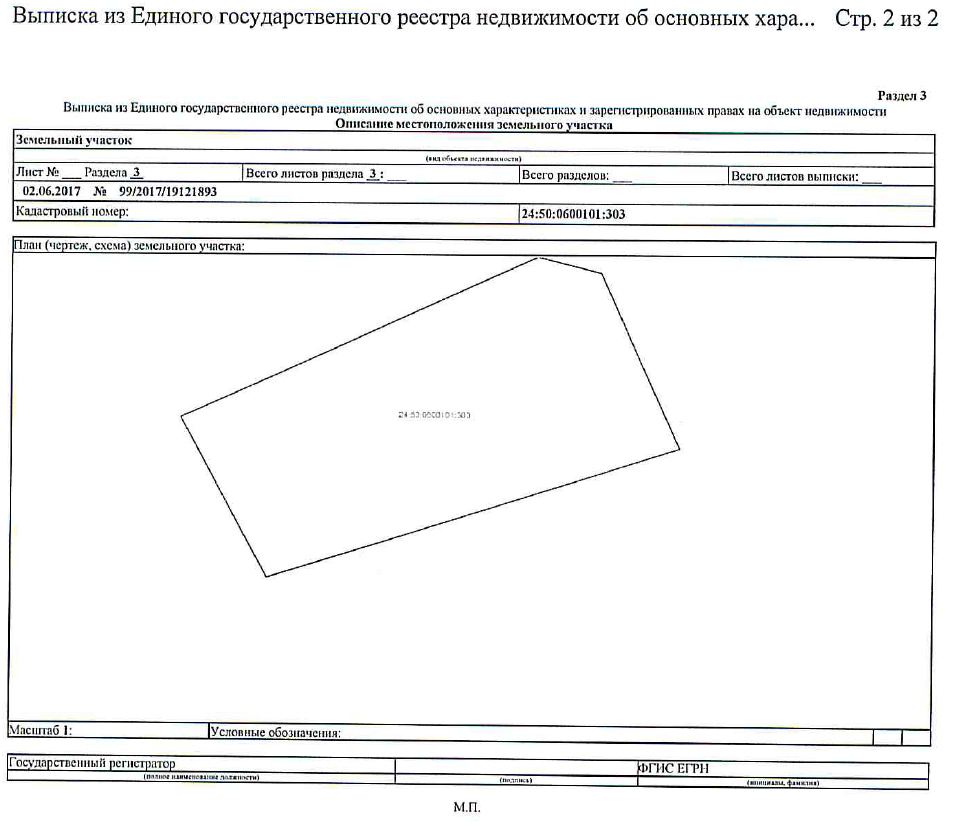 Выписка из Единого государственного реестра недвижимости об основных хара... Стр. 2 из 2
Раздел 3
Выписка из Единого государственного реестра недвижимости об основных характеристиках и зарегистрированных правах на объект недвижимости
Описание местоположения земельного участка
Земельный участок
(вид объекта недвижимости)
Лист № ___ Раздела 3 Всего листов раздела 3 : ___ Всего разделов: ___ Всего листов выписки: ___
02.06.2017 № 99/2017/19121893
Кадастровый номер: 24:50:0600101:303
План (чертеж, схема) земельного участка:
24:50:0600101:303
Масштаб 1: Условные обозначения:
Государственный регистратор ФГИС ЕГРН
(полное наименование должности) (подпись) (инициалы, фамилия)
М.П.